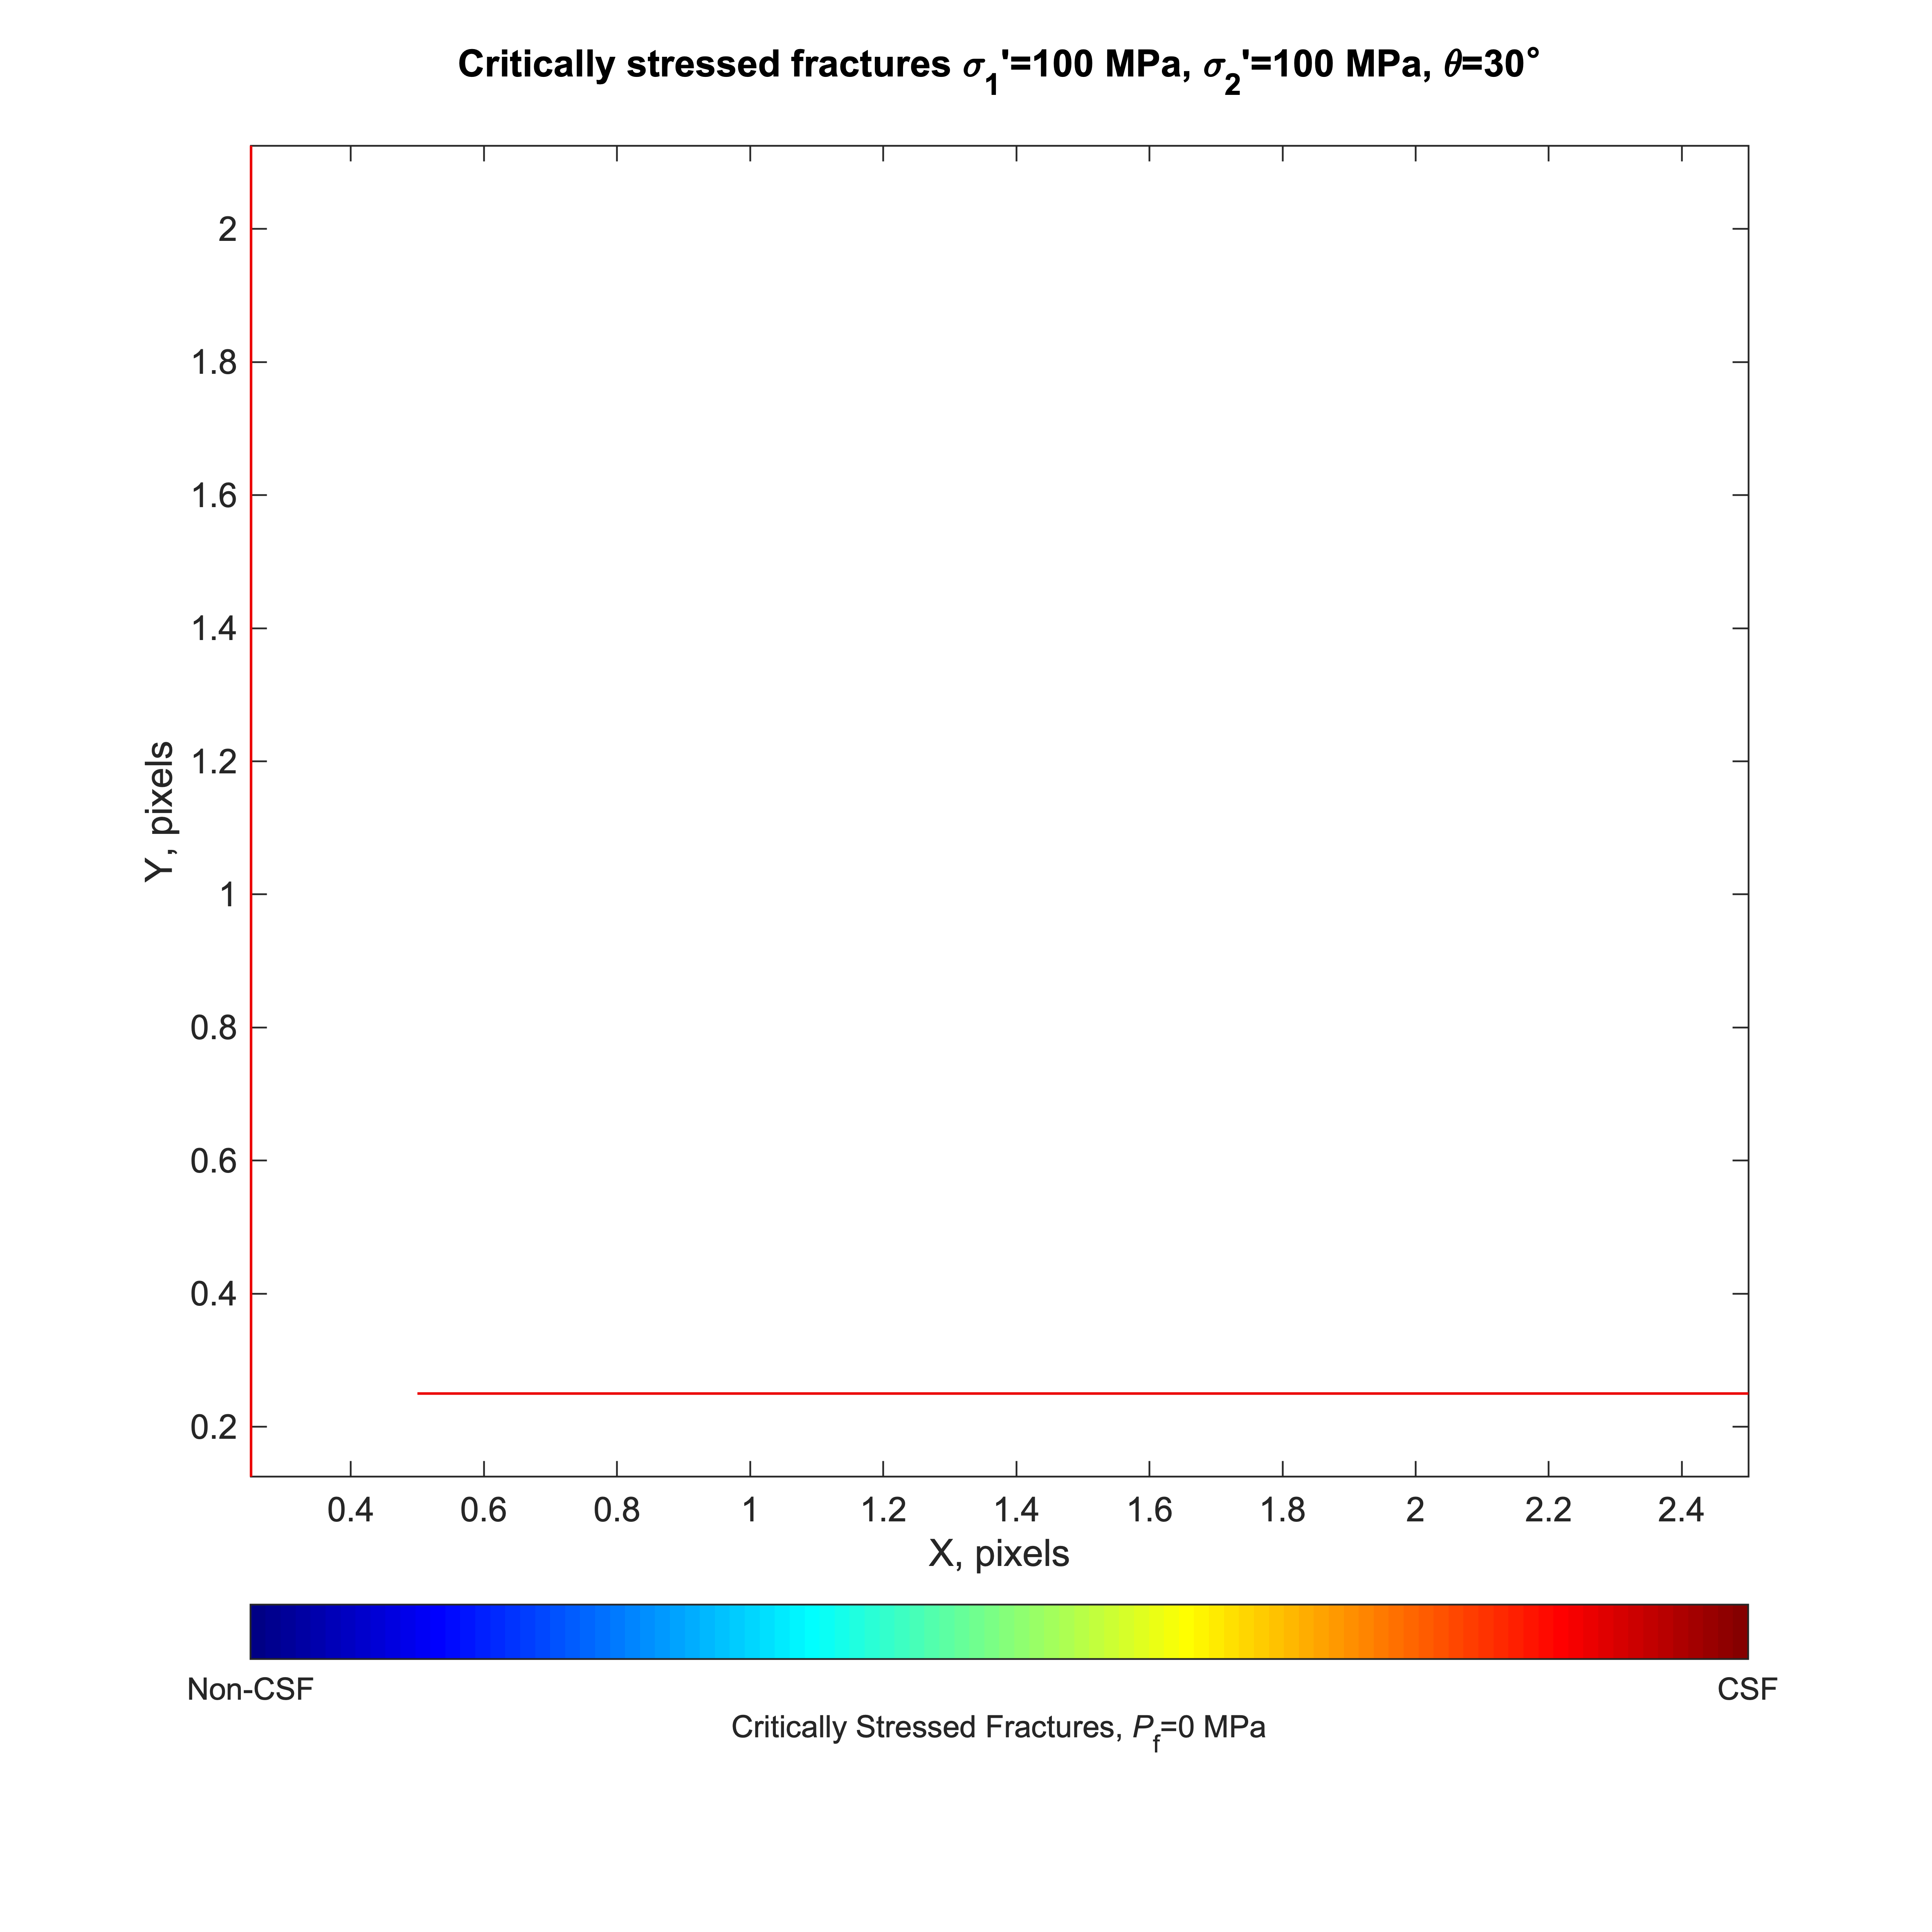 Critically stressed fractures σ1'=100 MPa, σ2'=100 MPa, θ=30°
2
1.8
1.6
1.4
1.2
1
0.8
0.6
0.4
0.2
Y, pixels
0.4 0.6 0.8 1 1.2 1.4 1.6 1.8 2 2.2 2.4
X, pixels
Non-CSF CSF
Critically Stressed Fractures, Pf=0 MPa